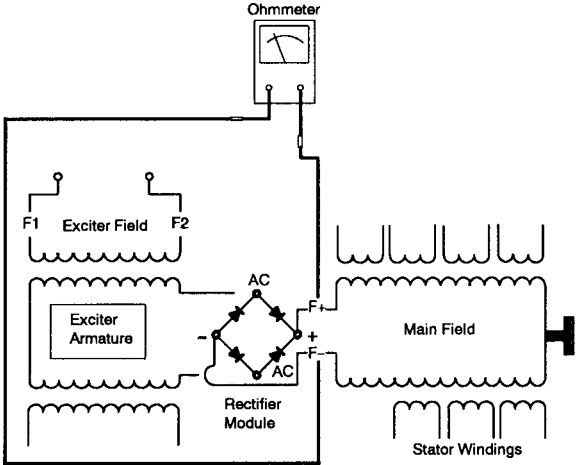 Ohmmeter
F1
Exciter Field
F2
AC
Exciter
Armature
F+
~
+
F-
Main Field
AC
Rectifier
Module
Stator Windings